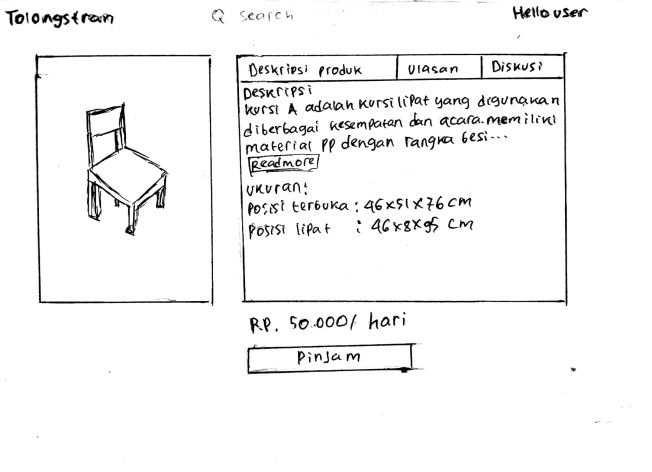 Tolongstrain
Search
Hello user
Deskripsi produk
Ulasan
Diskusi
Deskripsi
Kursi A adalah kursi lipat yang digunakan
diberbagai kesempatan dan acara. memiliki
material PP dengan rangka besi...
Readmore
Ukuran:
Posisi terbuka : 46x51x76 cm
Posisi lipat : 46x8x95 cm
RP. 50.000/ hari
Pinjam